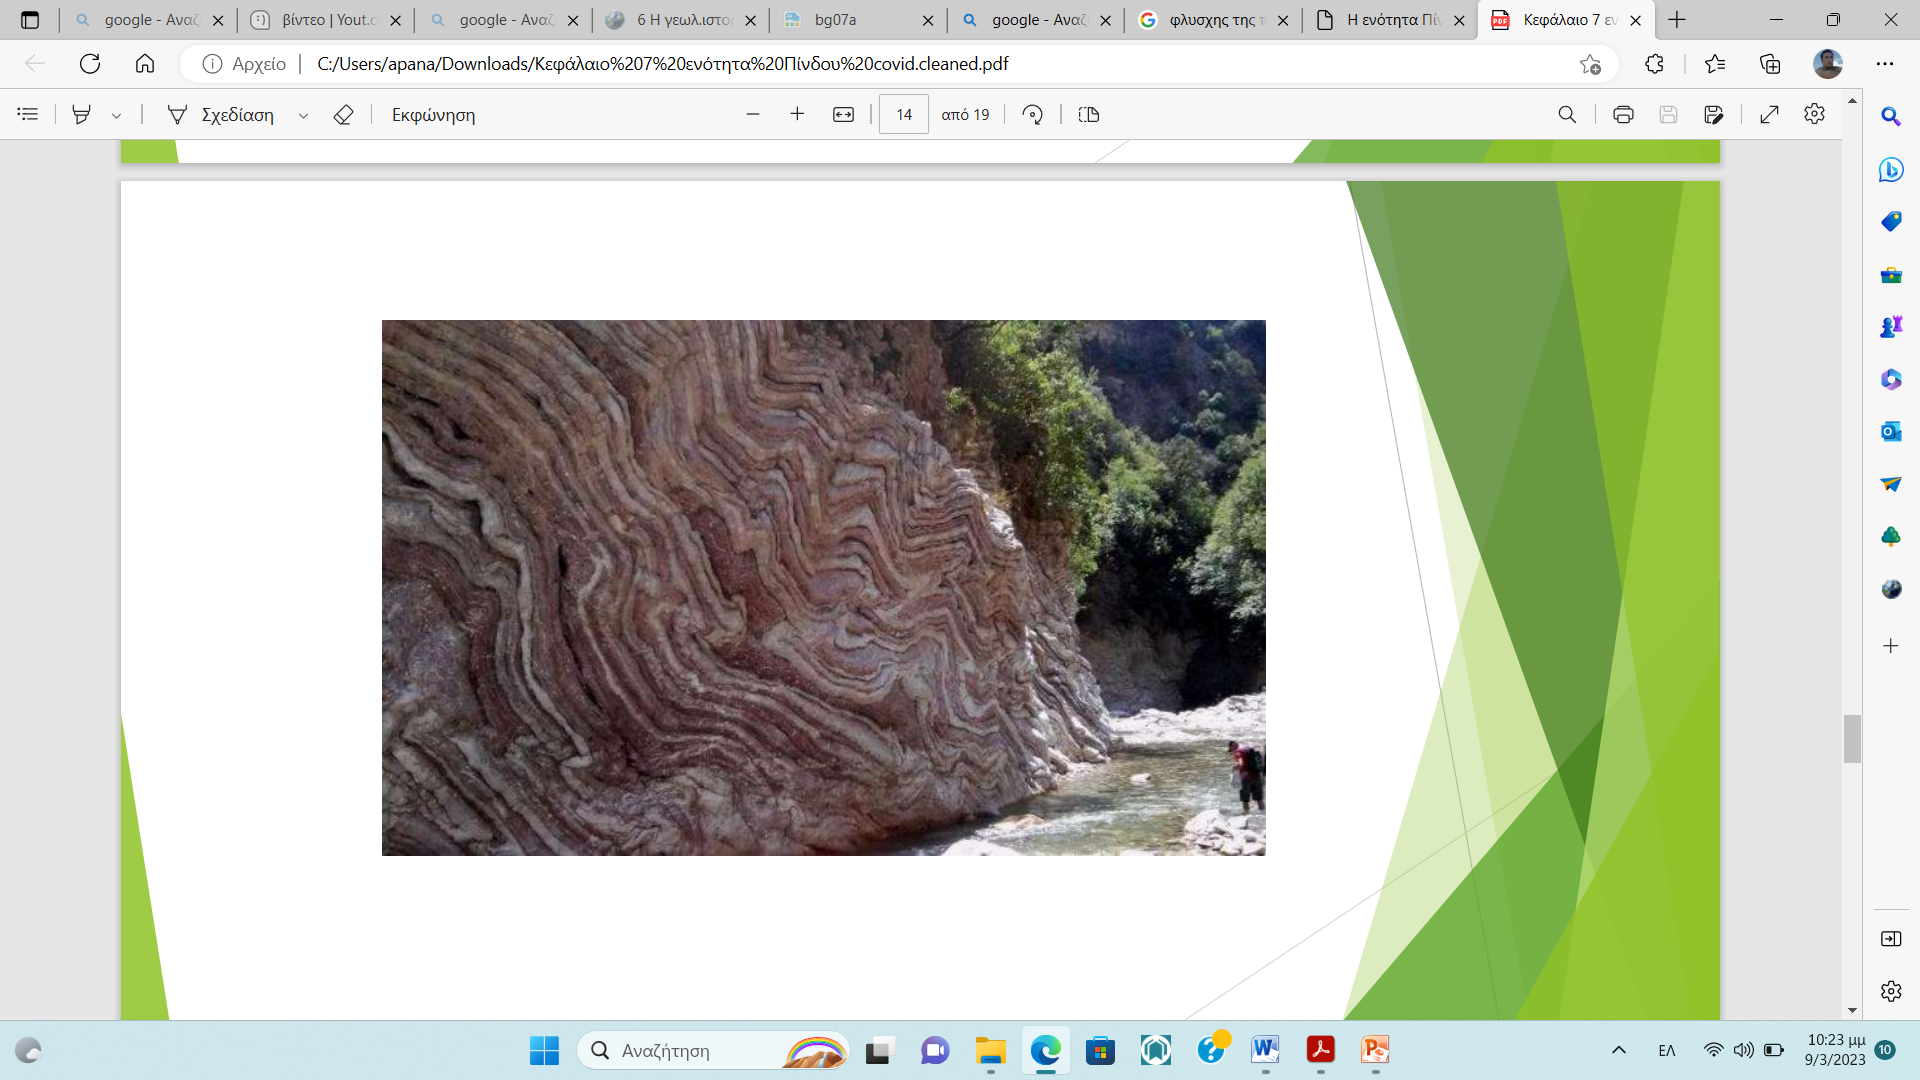 google - Αναζ
βίντεο | Yout.c
google - Αναζ
6 Η γεωλ.ιστο
bg07a
google - Αναζ
φλυσχης της π
Η ενότητα Πίν
Κεφάλαιο 7 εν
Αρχείο
C:/Users/apana/Downloads/Κεφάλαιο%207%20ενότητα%20Πίνδου%20covid.cleaned.pdf
Σχεδίαση
Εκφώνηση
14 από 19
Αναζήτηση
ΕΛ
10:23 μμ
9/3/2023
10